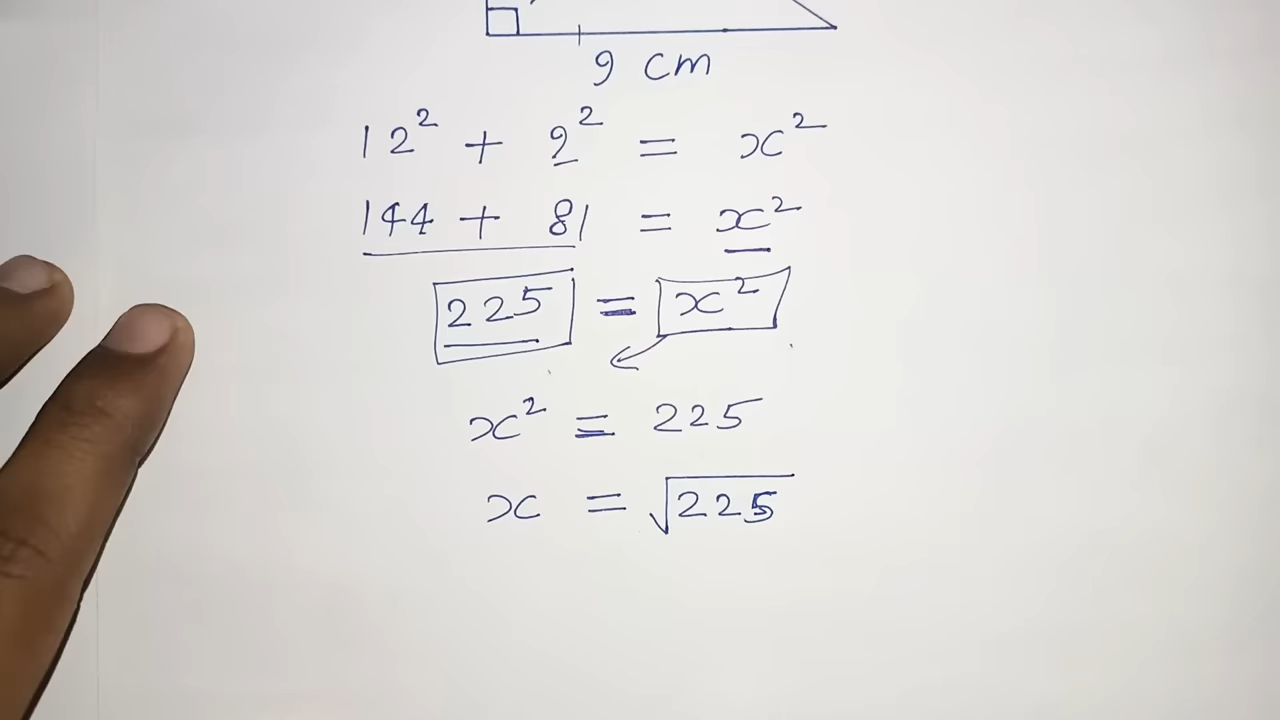 9 cm
12² + 9² = x²
144 + 81 = x²
225 = x²
x² = 225
x = √225